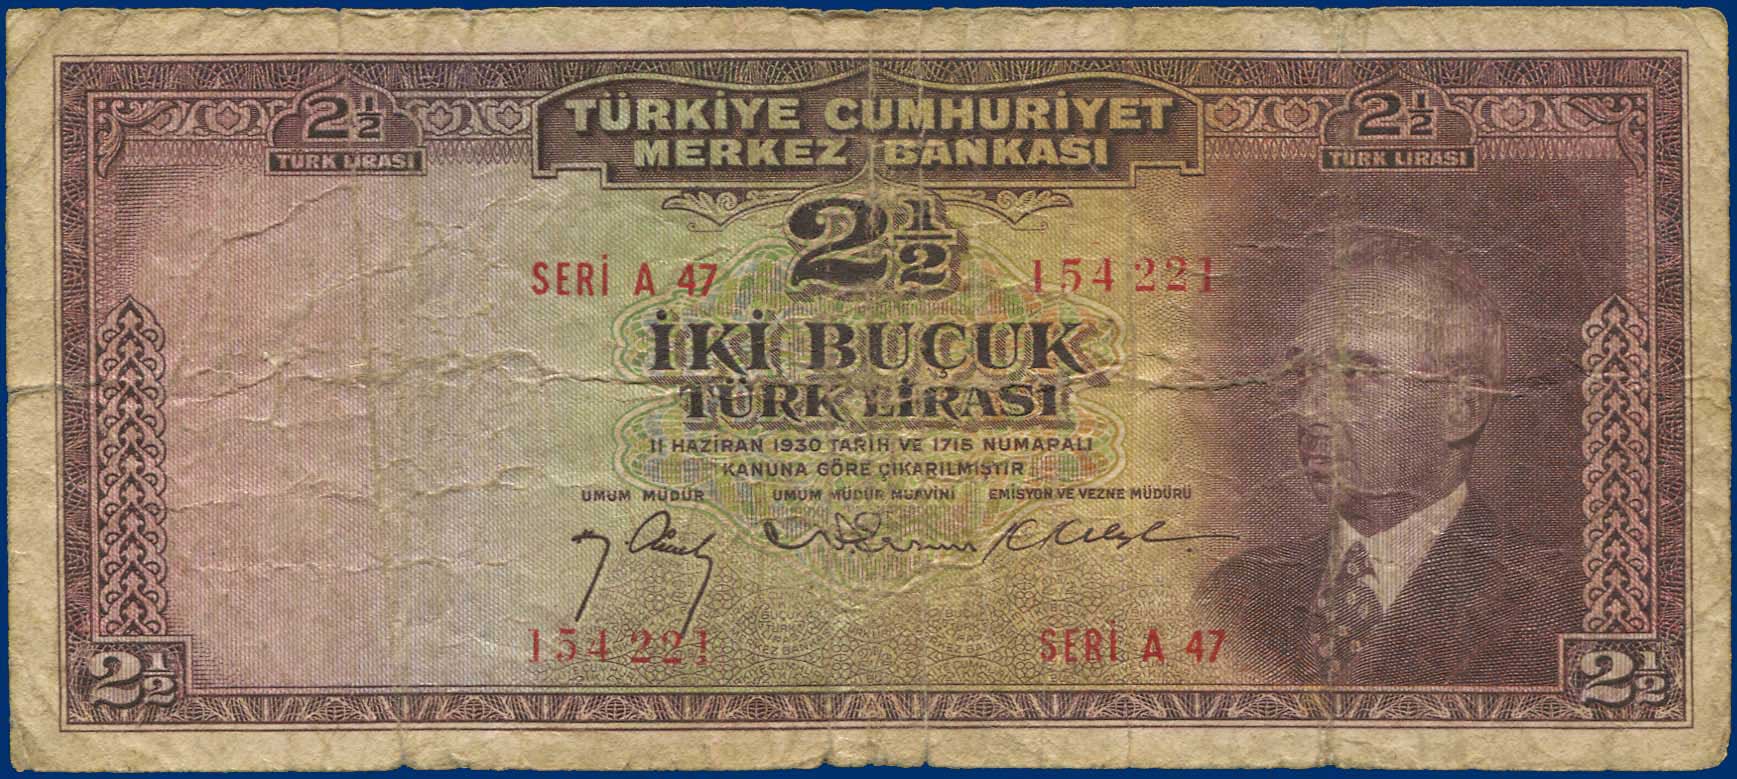 2½ TÜRKİYE CUMHURİYET 2½
TÜRK LİRASI MERKEZ BANKASI TÜRK LİRASI
2½
SERİ A 47 154 221
İKİ BUÇUK
TÜRK LİRASI
11 HAZİRAN 1930 TARİH VE 1715 NUMARALI
KANUNA GÖRE ÇIKARILMIŞTIR
UMUM MÜDÜR UMUM MÜDÜR MUAVİNİ EMİSYON VE VEZNE MÜDÜRÜ
154 221 SERİ A 47
2½ 2½